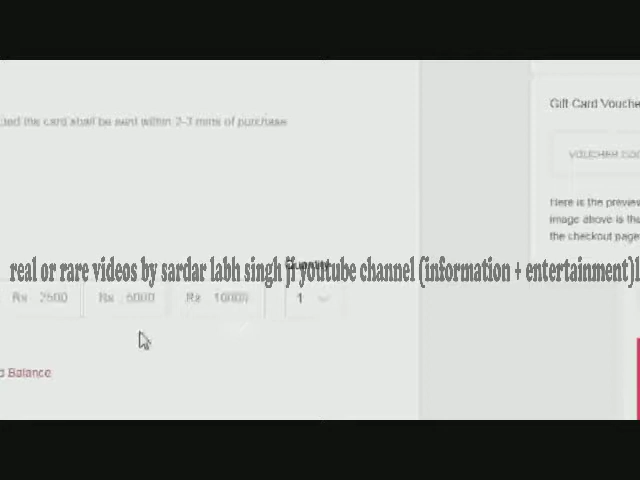 the card shall be sent within 2-3 mins of purchase
Gift Card Vouche
Here is the preview
image above is tha
the checkout page
real or rare videos by sardar labh singh ji youtube channel (information + entertainment)
Quantity
Rs 2500 Rs 5000 Rs 10000 1
Balance